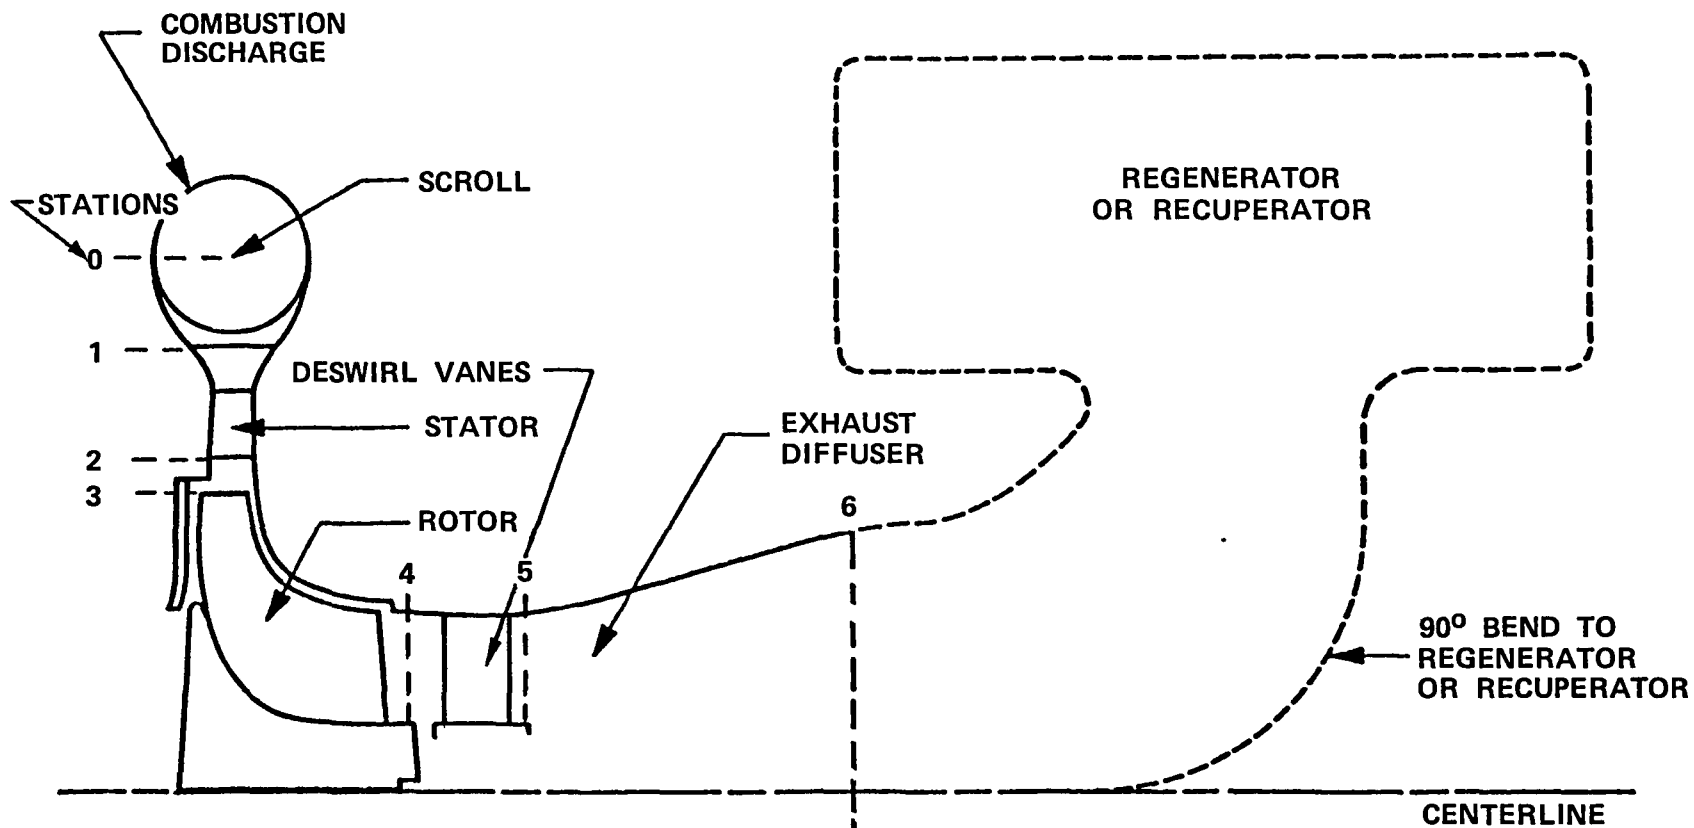 COMBUSTION
DISCHARGE
SCROLL
STATIONS
0
REGENERATOR
OR RECUPERATOR
1
DESWIRL VANES
STATOR
EXHAUST
DIFFUSER
2
3
6
ROTOR
4
5
90° BEND TO
REGENERATOR
OR RECUPERATOR
CENTERLINE